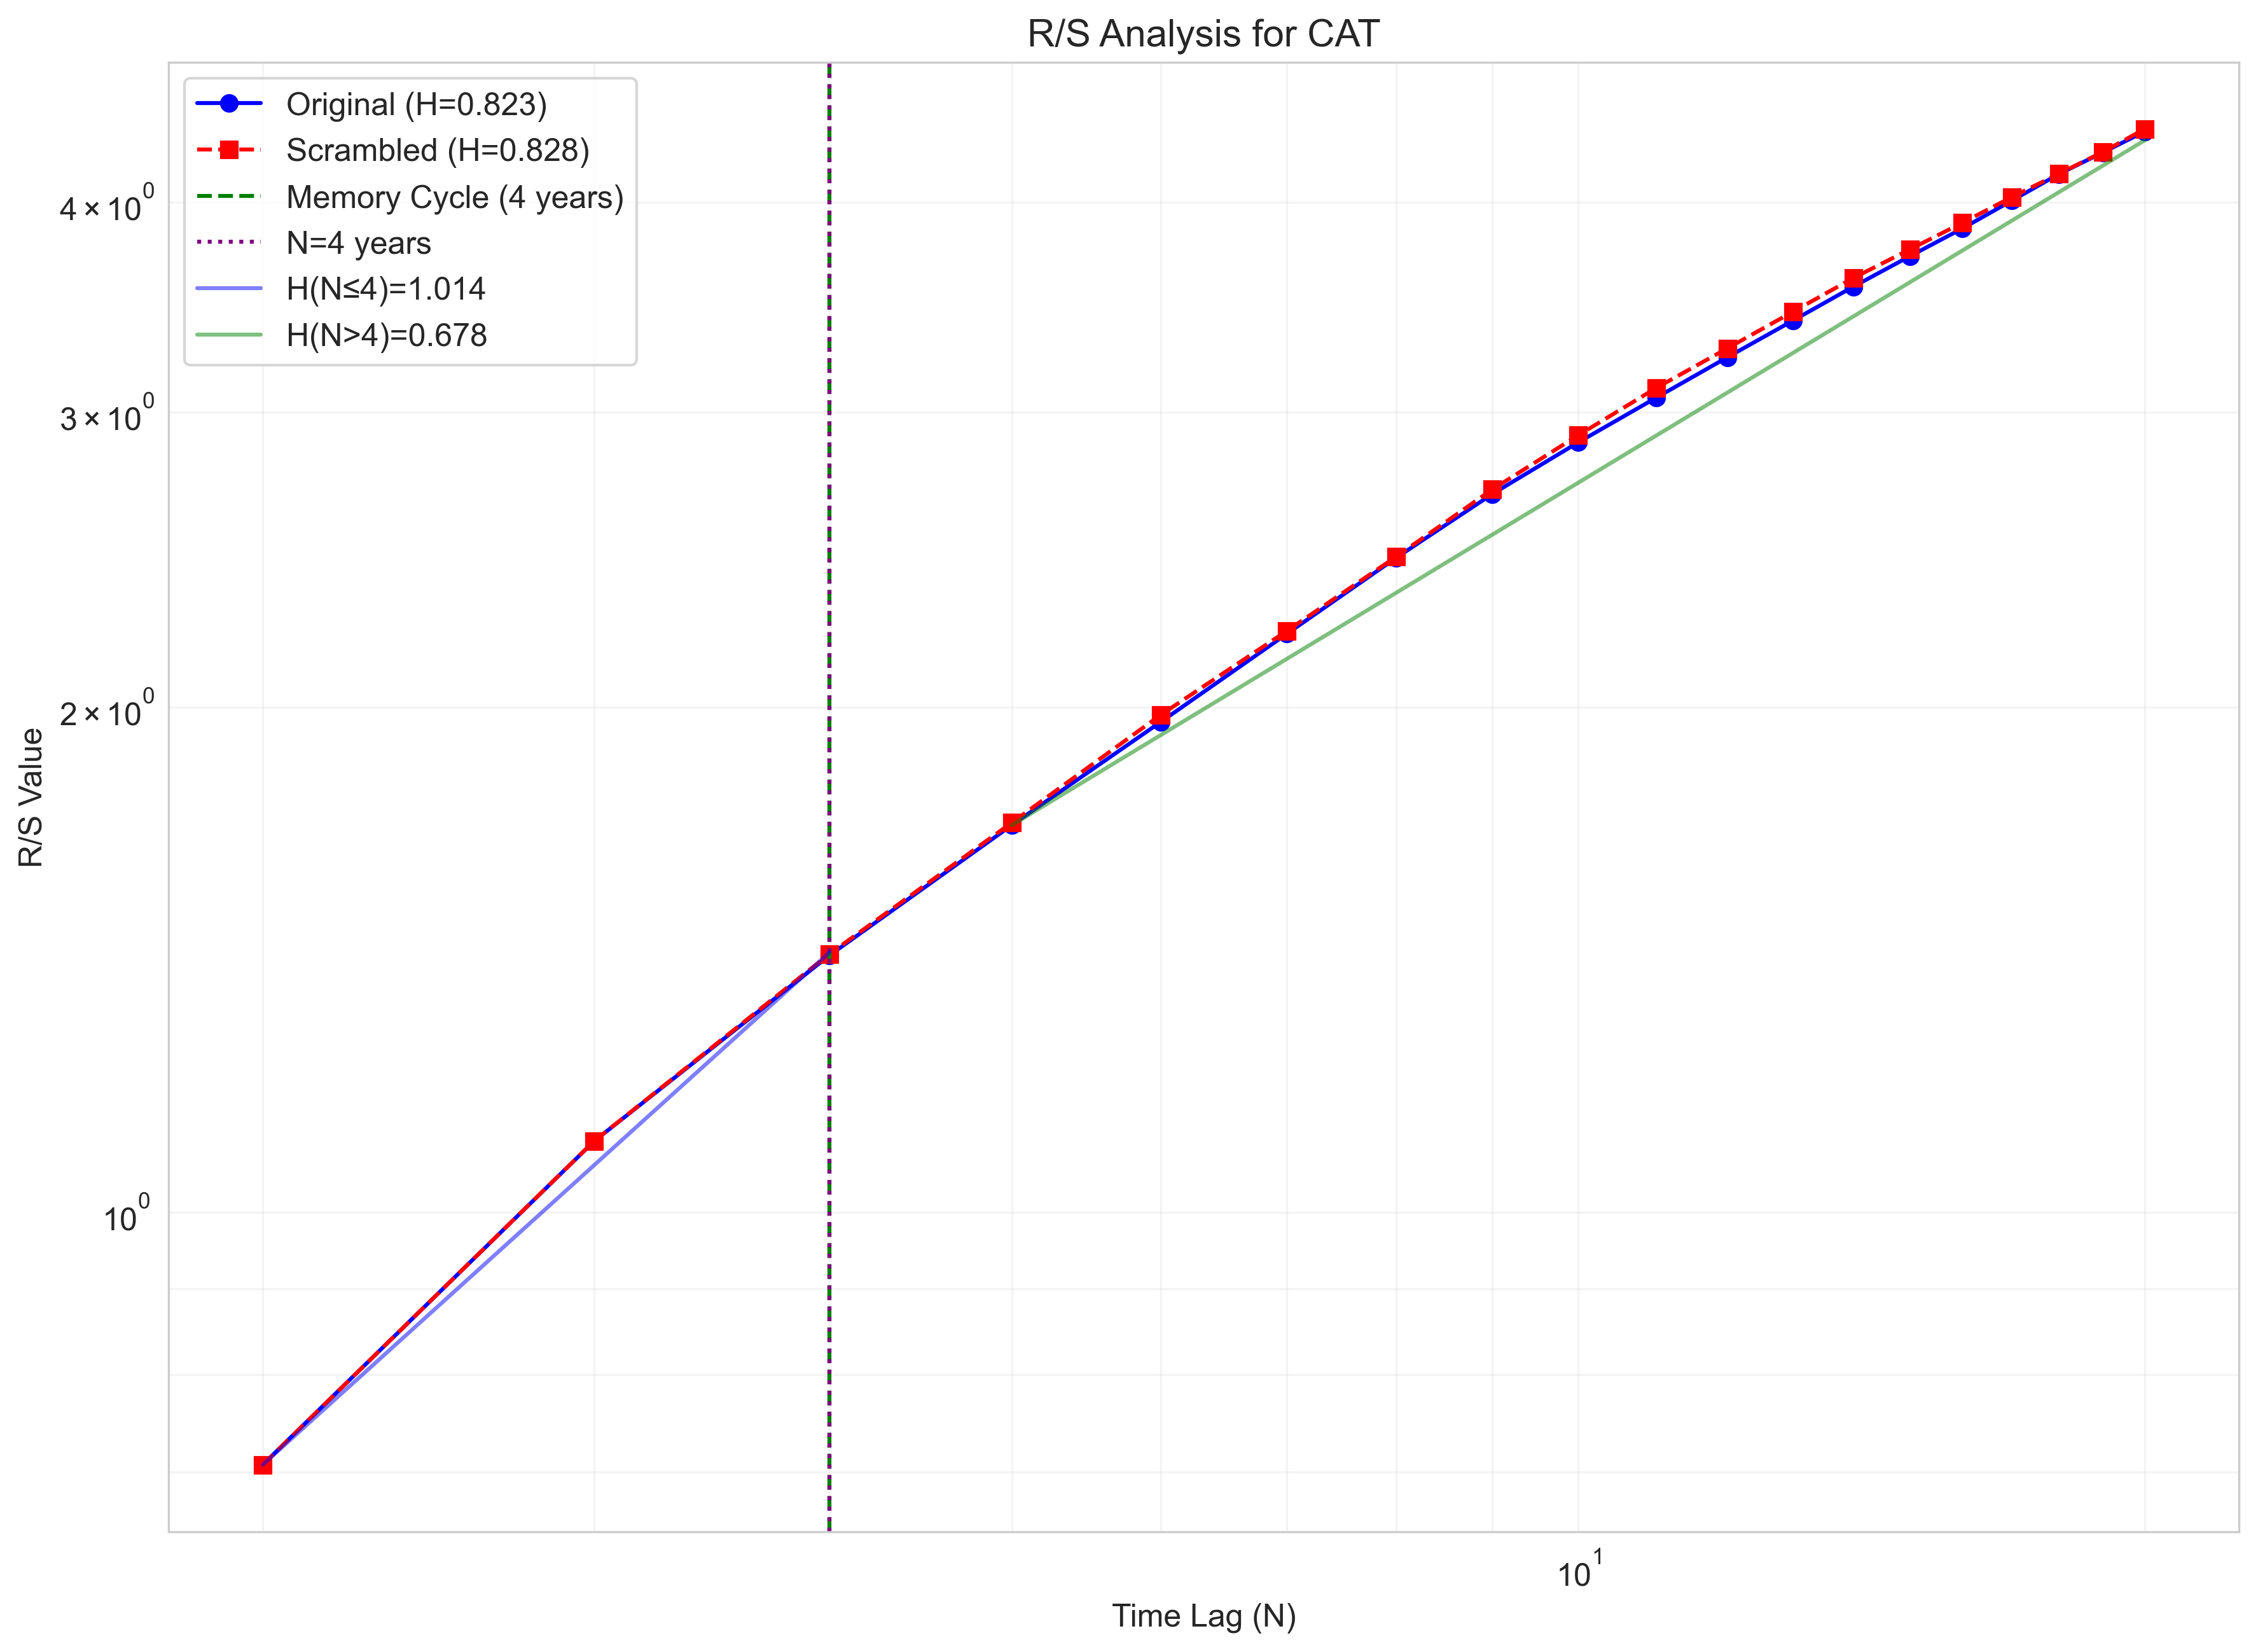 R/S Analysis for CAT
Original (H=0.823)
Scrambled (H=0.828)
Memory Cycle (4 years)
N=4 years
H(N≤4)=1.014
H(N>4)=0.678
4 × 10⁰
3 × 10⁰
2 × 10⁰
10⁰
R/S Value
10¹
Time Lag (N)